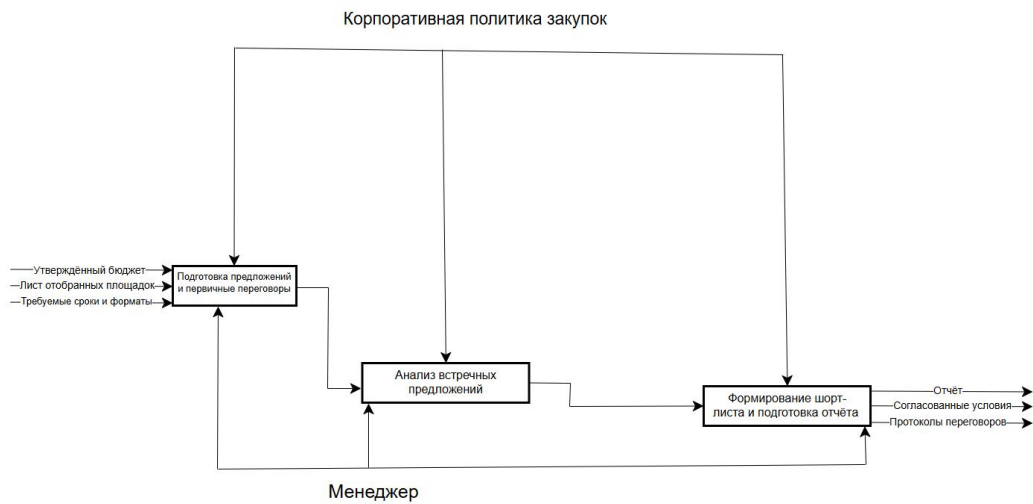 Корпоративная политика закупок
Утверждённый бюджет
Лист отобранных площадок
Требуемые сроки и форматы
Подготовка предложений
и первичные переговоры
Анализ встречных
предложений
Формирование шорт-
листа и подготовка отчёта
Отчёт
Согласованные условия
Протоколы переговоров
Менеджер